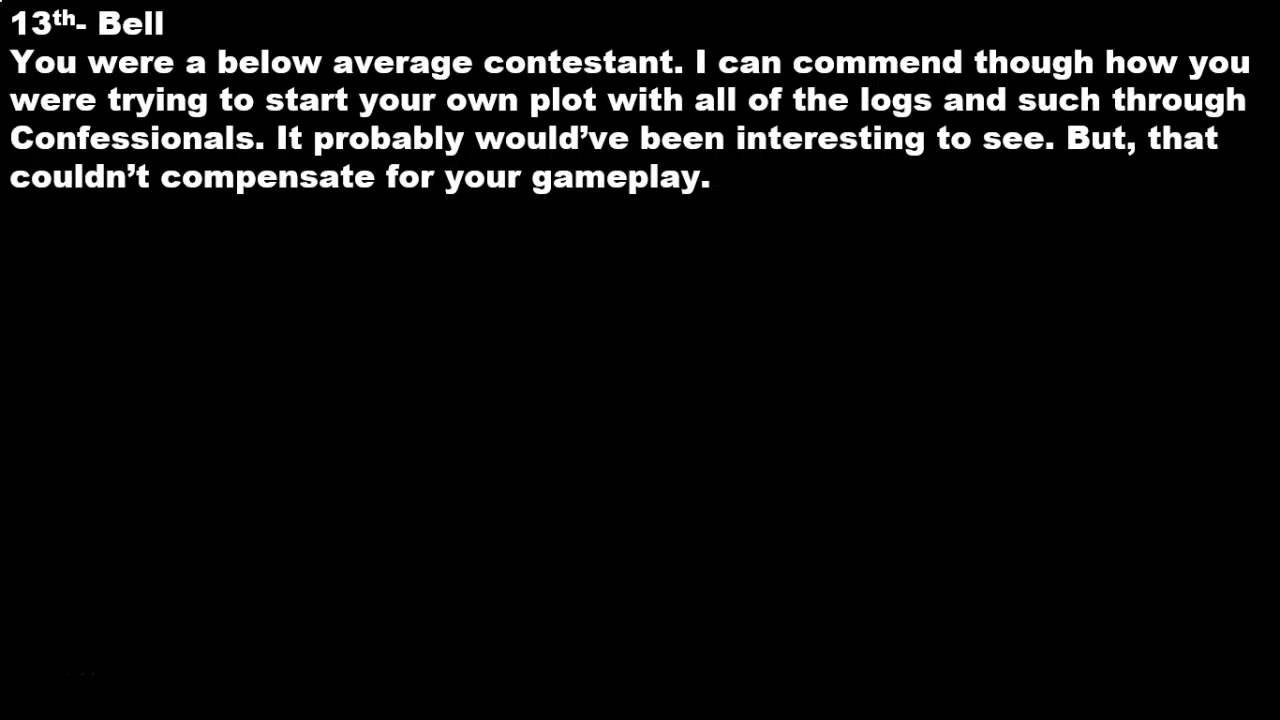 13th- Bell
You were a below average contestant. I can commend though how you
were trying to start your own plot with all of the logs and such through
Confessionals. It probably would’ve been interesting to see. But, that
couldn’t compensate for your gameplay.